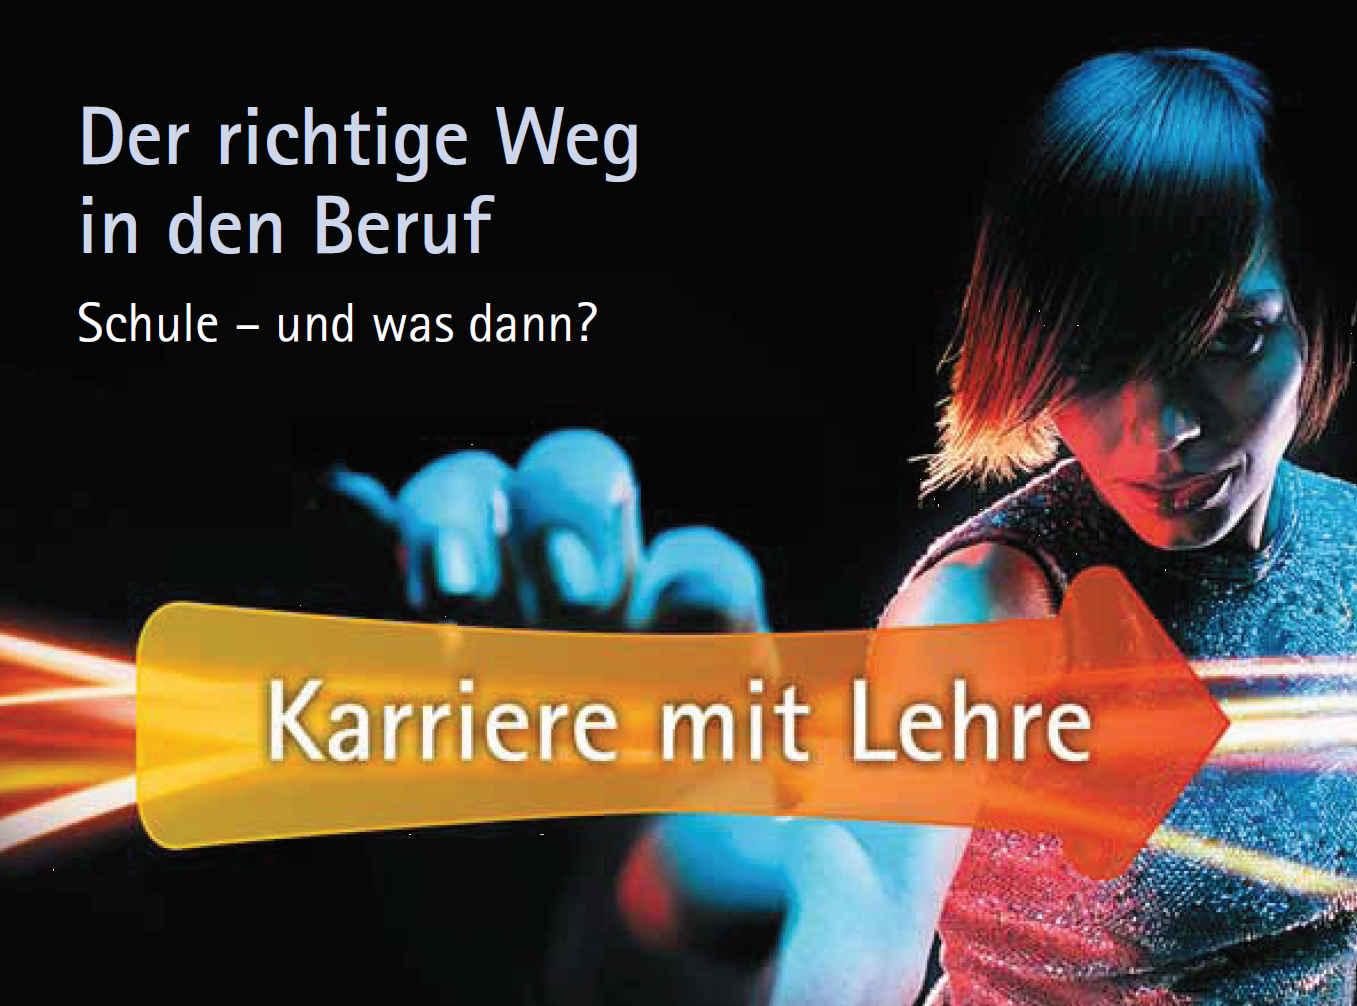 Der richtige Weg
in den Beruf
Schule – und was dann?
Karriere mit Lehre